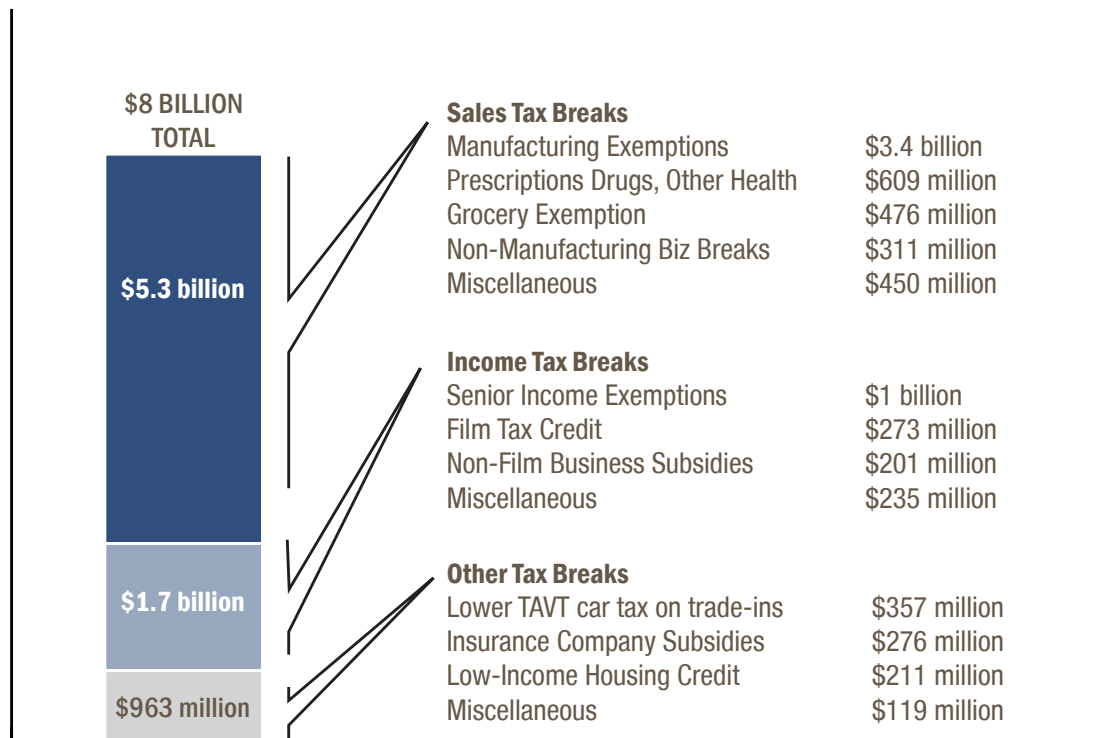 $8 BILLION
TOTAL
$5.3 billion
$1.7 billion
$963 million
Sales Tax Breaks
Manufacturing Exemptions $3.4 billion
Prescriptions Drugs, Other Health $609 million
Grocery Exemption $476 million
Non-Manufacturing Biz Breaks $311 million
Miscellaneous $450 million
Income Tax Breaks
Senior Income Exemptions $1 billion
Film Tax Credit $273 million
Non-Film Business Subsidies $201 million
Miscellaneous $235 million
Other Tax Breaks
Lower TAVT car tax on trade-ins $357 million
Insurance Company Subsidies $276 million
Low-Income Housing Credit $211 million
Miscellaneous $119 million